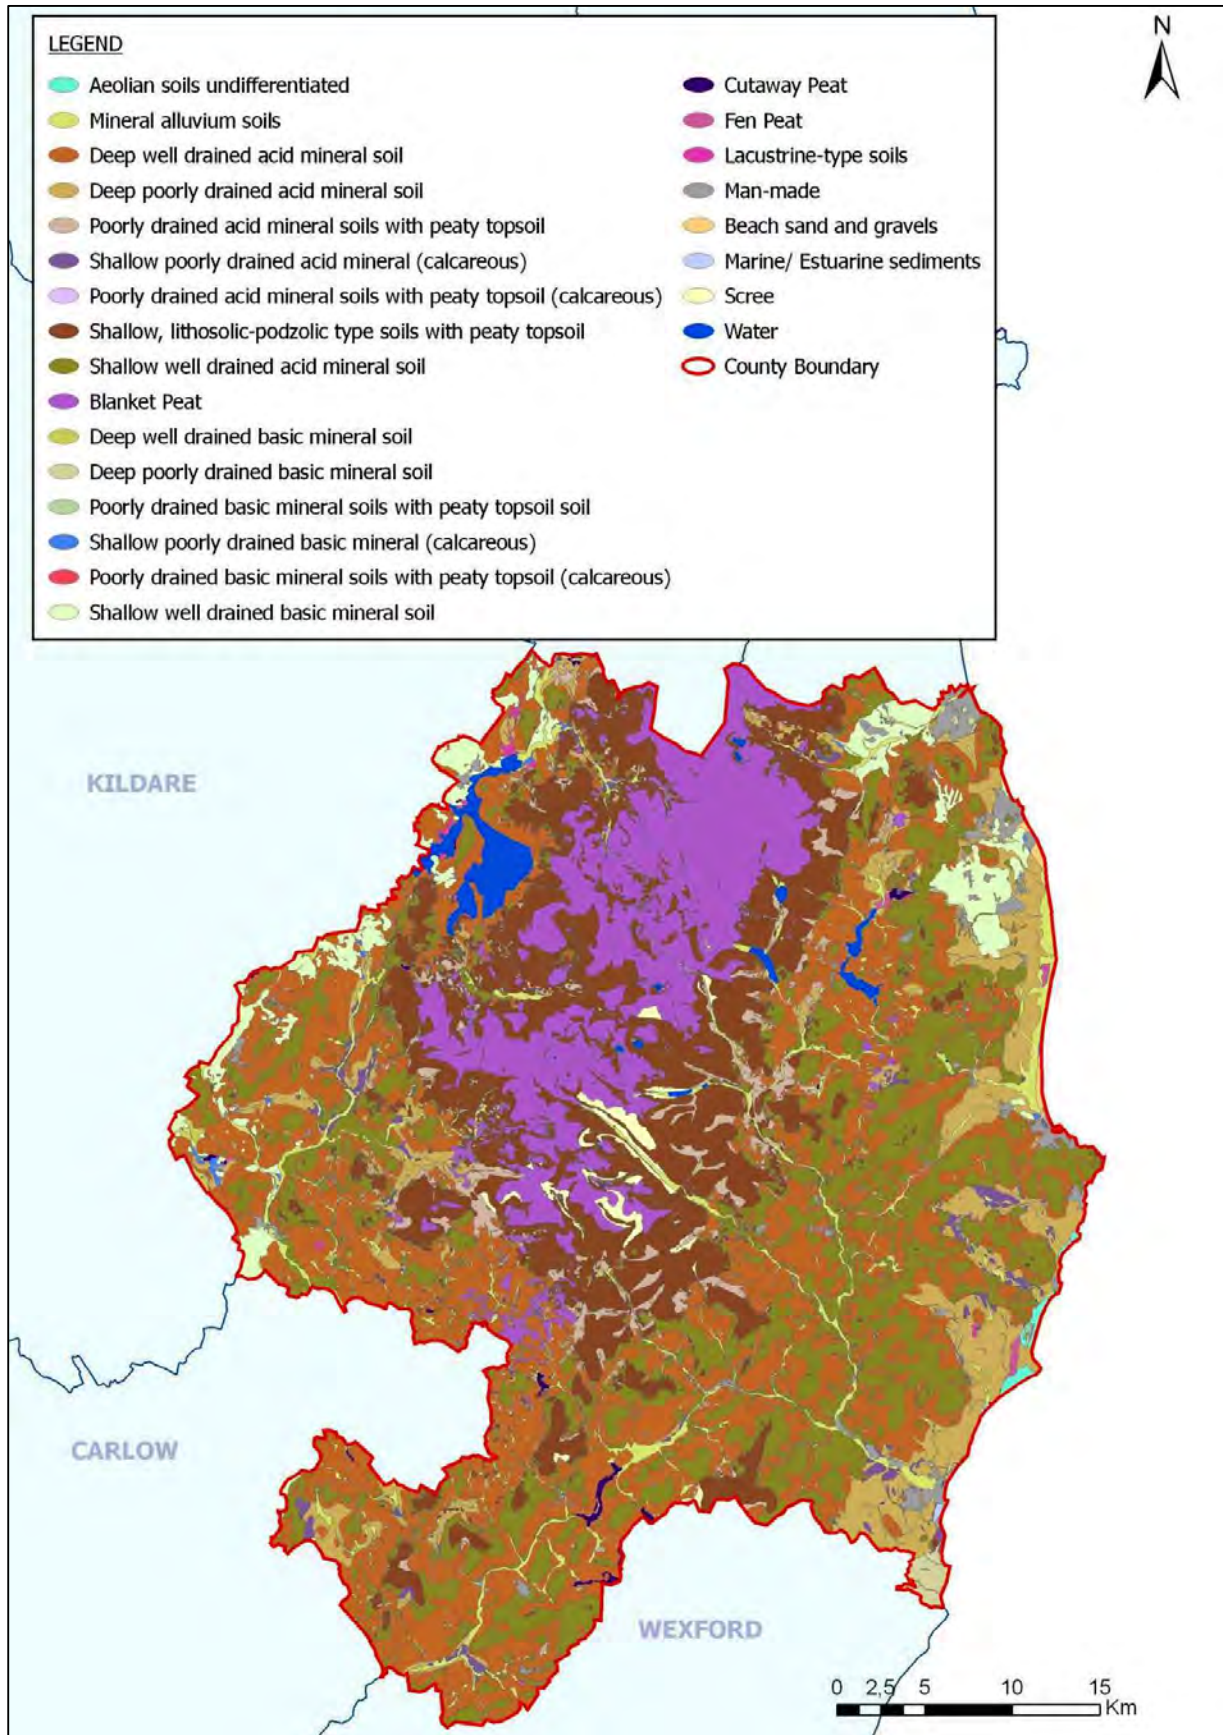 N
LEGEND
Aeolian soils undifferentiated
Mineral alluvium soils
Deep well drained acid mineral soil
Deep poorly drained acid mineral soil
Poorly drained acid mineral soils with peaty topsoil
Shallow poorly drained acid mineral (calcareous)
Poorly drained acid mineral soils with peaty topsoil (calcareous)
Shallow, lithosolic-podzolic type soils with peaty topsoil
Shallow well drained acid mineral soil
Blanket Peat
Deep well drained basic mineral soil
Deep poorly drained basic mineral soil
Poorly drained basic mineral soils with peaty topsoil soil
Shallow poorly drained basic mineral (calcareous)
Poorly drained basic mineral soils with peaty topsoil (calcareous)
Shallow well drained basic mineral soil
Cutaway Peat
Fen Peat
Lacustrine-type soils
Man-made
Beach sand and gravels
Marine/ Estuarine sediments
Scree
Water
County Boundary
KILDARE
CARLOW
WEXFORD
0 2,5 5 10 15
Km